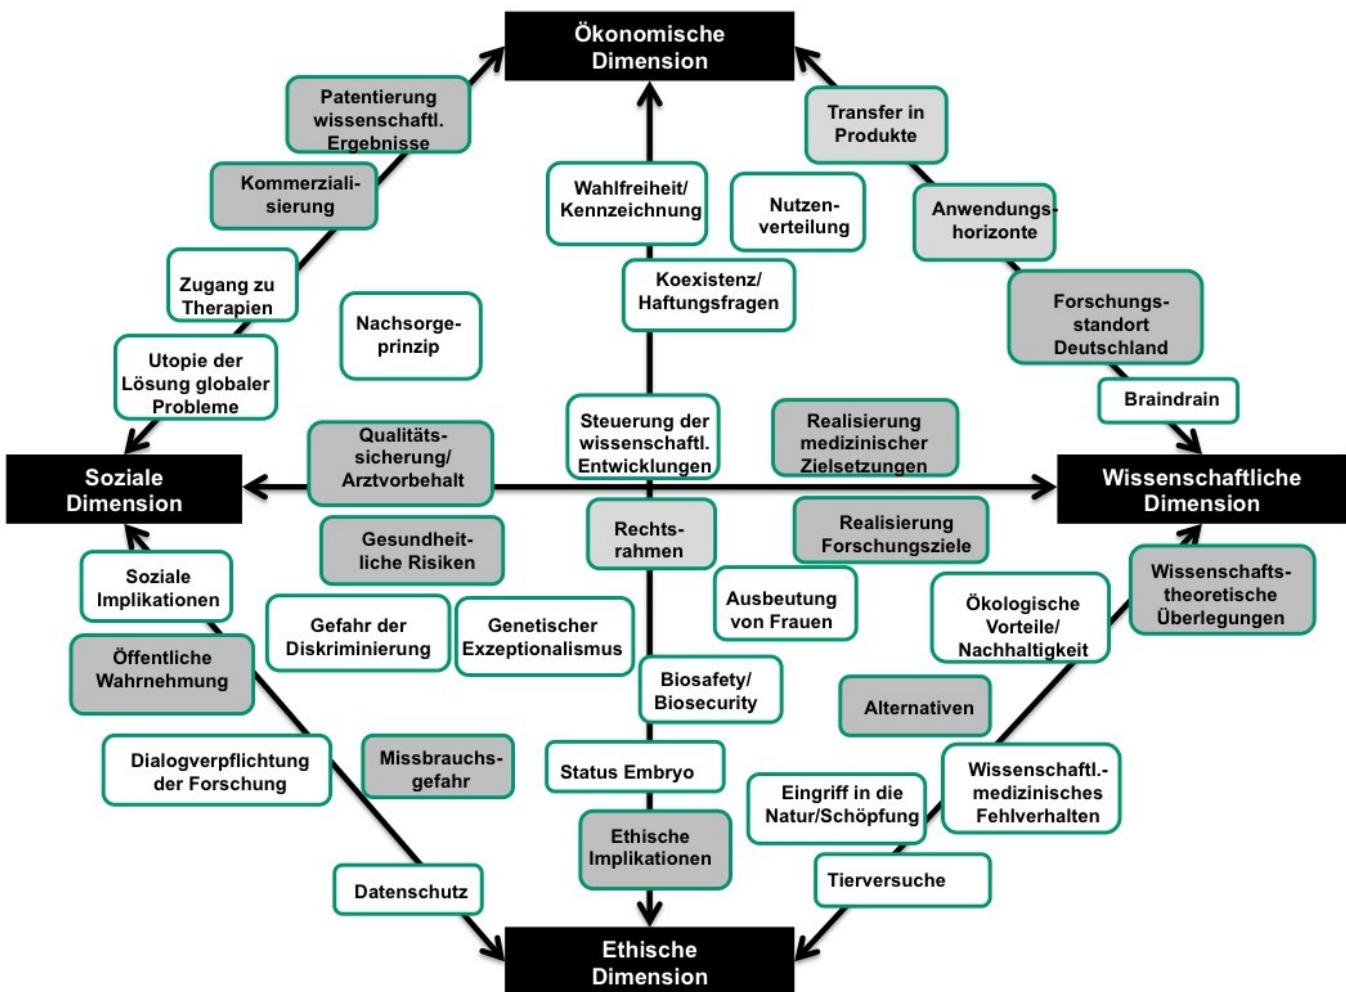 Ökonomische
Dimension
Patentierung
wissenschaftl.
Ergebnisse
Transfer in
Produkte
Kommerziali-
sierung
Wahlfreiheit/
Kennzeichnung
Nutzen-
verteilung
Anwendungs-
horizonte
Zugang zu
Therapien
Koexistenz/
Haftungsfragen
Forschungs-
standort
Deutschland
Nachsorge-
prinzip
Utopie der
Lösung globaler
Probleme
Braindrain
Steuerung der
wissenschaftl.
Entwicklungen
Realisierung
medizinischer
Zielsetzungen
Qualitäts-
sicherung/
Arztvorbehalt
Soziale
Dimension
Wissenschaftliche
Dimension
Rechts-
rahmen
Realisierung
Forschungsziele
Gesundheit-
liche Risiken
Wissenschafts-
theoretische
Überlegungen
Soziale
Implikationen
Ausbeutung
von Frauen
Ökologische
Vorteile/
Nachhaltigkeit
Gefahr der
Diskriminierung
Genetischer
Exzeptionalismus
Öffentliche
Wahrnehmung
Biosafety/
Biosecurity
Alternativen
Dialogverpflichtung
der Forschung
Missbrauchs-
gefahr
Status Embryo
Wissenschaftl.-
medizinisches
Fehlverhalten
Eingriff in die
Natur/Schöpfung
Ethische
Implikationen
Datenschutz
Tierversuche
Ethische
Dimension